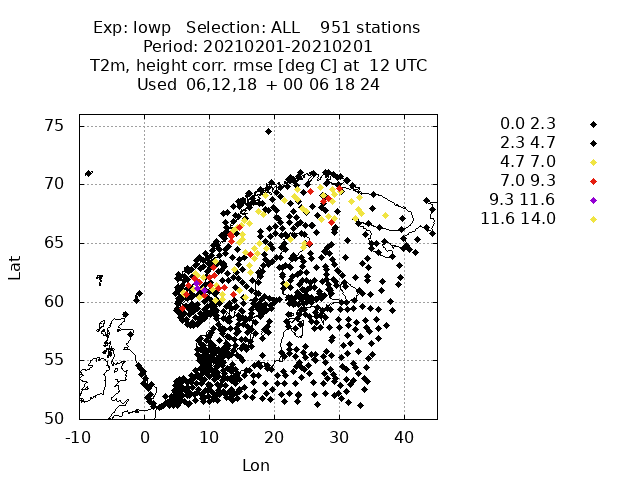 Exp: lowp   Selection: ALL    951 stations
Period: 20210201-20210201
T2m, height corr. rmse [deg C] at  12 UTC
Used  06,12,18  + 00 06 18 24
75
70
65
60
55
50
-10 0 10 20 30 40
Lat
Lon
0.0 2.3
2.3 4.7
4.7 7.0
7.0 9.3
9.3 11.6
11.6 14.0